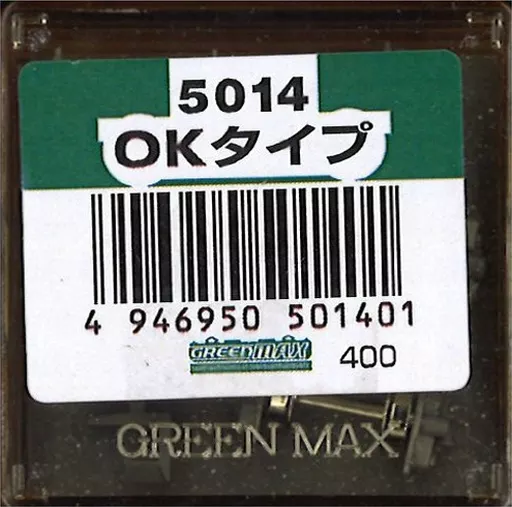 5014
OKタイプ
4 946950 501401
GREENMAX 400
GREEN MAX